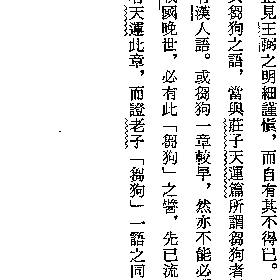 見王弼之明細謹愼，而自有其不得已。
芻狗之語，當與莊子天運篇所謂芻狗者
漢人語。或芻狗一章較早，然亦不能必
國晚世，必有此「芻狗」之譬，先已流
天運此章，而證老子「芻狗」一語之同